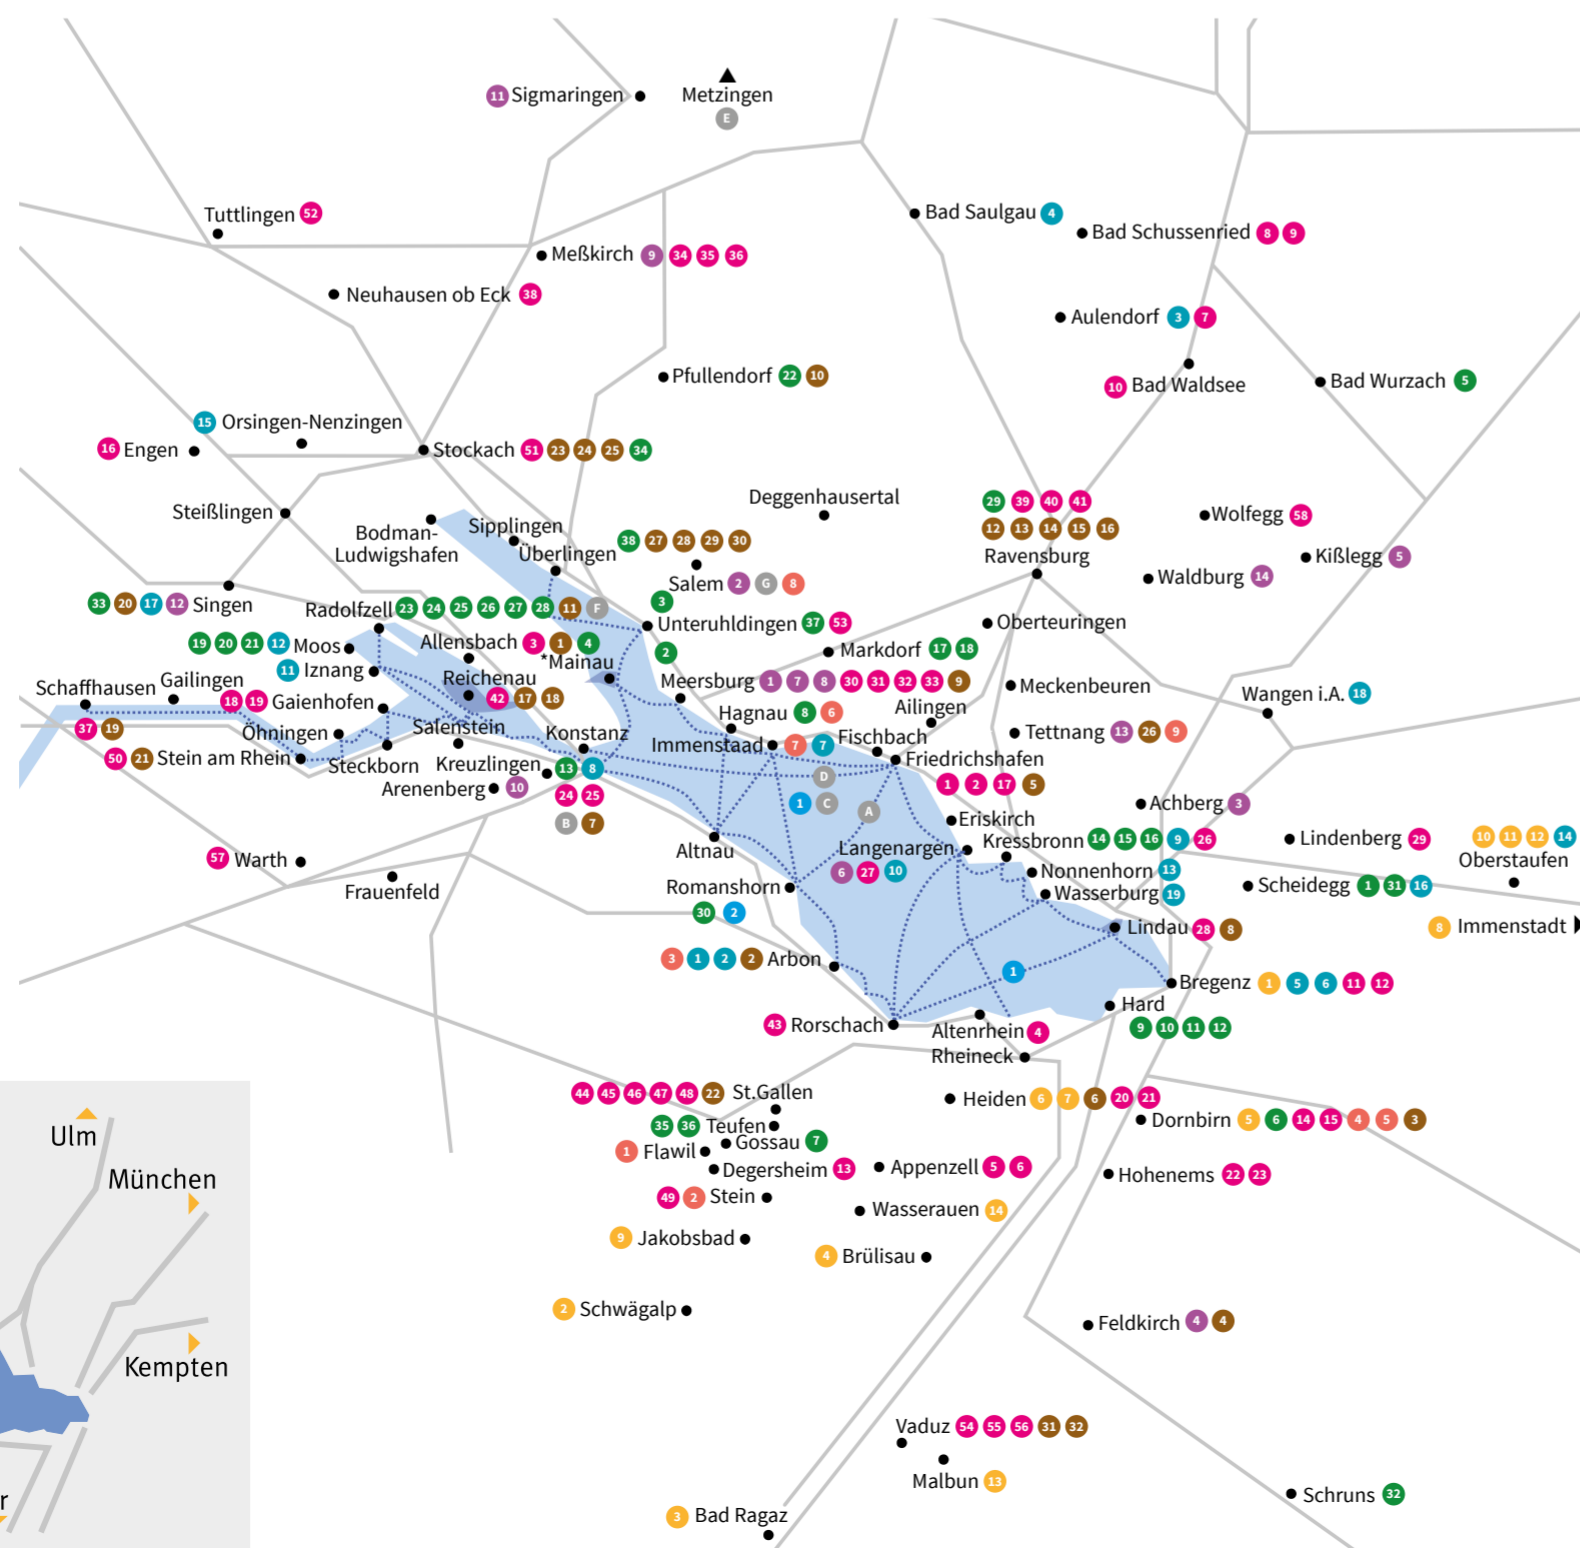 11 Sigmaringen
Metzingen
E
Tuttlingen 52
Bad Saulgau 4
Bad Schussenried 8 9
Meßkirch 9 34 35 36
Neuhausen ob Eck 38
Aulendorf 3 7
Pfullendorf 22 10
10 Bad Waldsee
Bad Wurzach 5
15 Orsingen-Nenzingen
16 Engen
Stockach 51 23 24 25 34
Deggenhausertal
29 39 40 41
12 13 14 15 16
Ravensburg
Wolfegg 58
Steißlingen
Bodman-
Ludwigshafen
Sipplingen
Überlingen
38 27 28 29 30
Kißlegg 5
Waldburg 14
Salem 2 G 8
33 20 17 12 Singen
Radolfzell 23 24 25 26 27 28 11 F
3
Unteruhldingen 37 53
Oberteuringen
19 20 21 12 Moos
Allensbach 3 1 4
2
Markdorf 17 18
*Mainau
11 Iznang
Reichenau
42 17 18
Meersburg 1 7 8 30 31 32 33 9
Meckenbeuren
Wangen i.A. 18
Schaffhausen
Gailingen
18 19 Gaienhofen
37 19
Hagnau 8 6
Ailingen
Öhningen
Salenstein
Konstanz
Immenstaad 7 7
Fischbach
Tettnang 13 26 9
50 21 Stein am Rhein
Steckborn
Kreuzlingen
13 8
Friedrichshafen
1 2 17 5
Arenenberg 10
24 25
B 7
D
1 C
A
Achberg 3
Eriskirch
Kressbronn 14 15 16 9 26
Lindenberg 29
10 11 12 14
Oberstaufen
57 Warth
Altnau
Langenargen
6 27 10
Nonnenhorn 13
Frauenfeld
Romanshorn
30 2
Wasserburg 19
Scheidegg 1 31 16
Lindau 28 8
8 Immenstadt
3 1 2 2 Arbon
1
Bregenz 1 5 6 11 12
Hard
9 10 11 12
43 Rorschach
Altenrhein 4
Rheineck
44 45 46 47 48 22 St.Gallen
Heiden 6 7 6 20 21
35 36 Teufen
Dornbirn 5 6 14 15 4 5 3
Gossau 7
1 Flawil
Degersheim 13
Appenzell 5 6
Hohenems 22 23
49 2 Stein
Wasserauen 14
9 Jakobsbad
4 Brülisau
2 Schwägalp
Feldkirch 4 4
Vaduz 54 55 56 31 32
Malbun 13
3 Bad Ragaz
Schruns 32
Ulm
München
Kempten
r